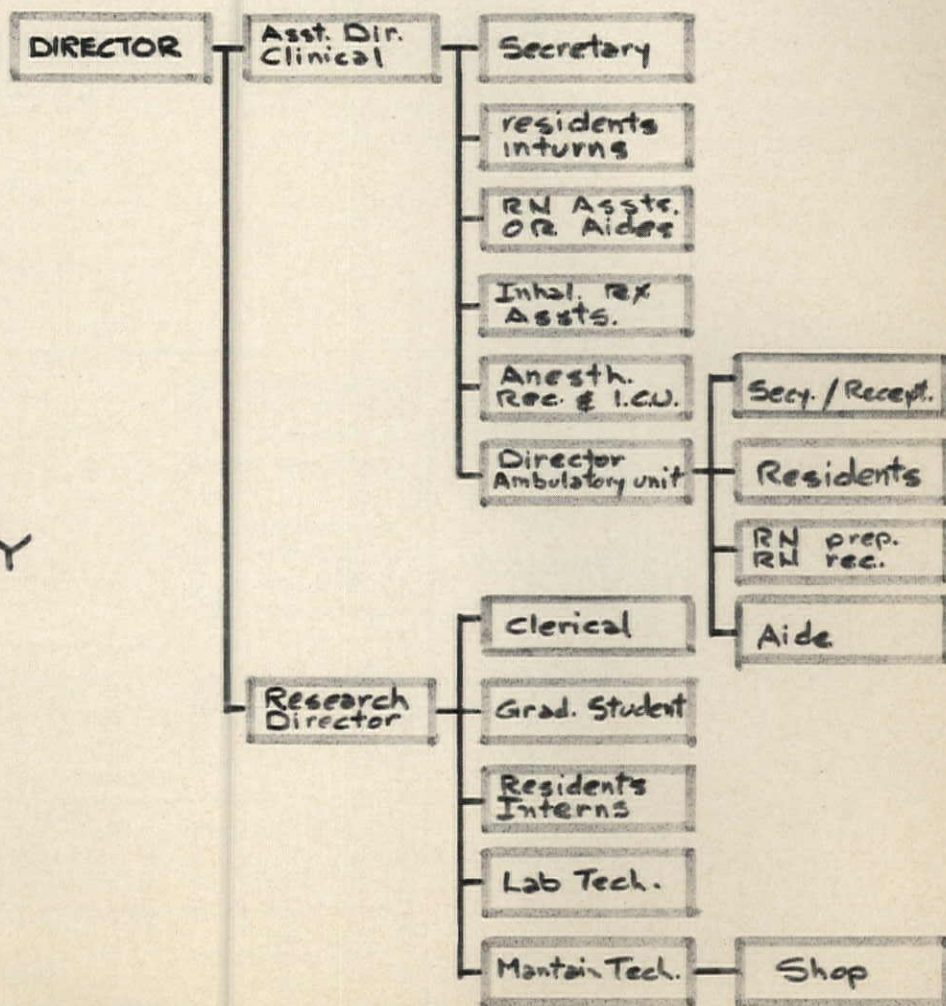 DIRECTOR
Asst. Dir.
Clinical
Secretary
residents
inturns
RN Assts.
OR Aides
Inhal. RX
Assts.
Anesth.
Rec. & I.C.U.
Director
Ambulatory unit
Secy./Recept.
Residents
RN prep.
RN rec.
Aide
Y
Research
Director
Clerical
Grad. Student
Residents
Interns
Lab Tech.
Mantain Tech.
Shop